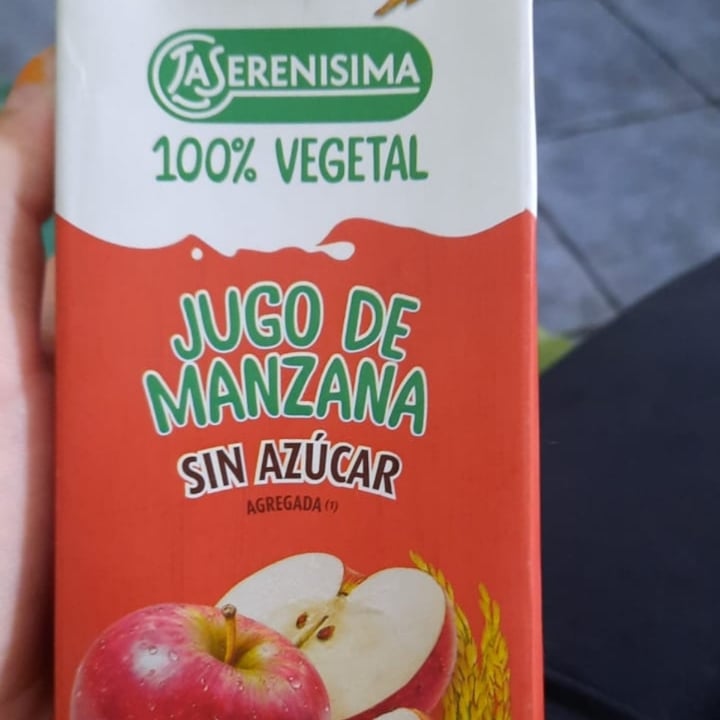 LA SERENISIMA
100% VEGETAL
JUGO DE
MANZANA
SIN AZÚCAR
AGREGADA (1)